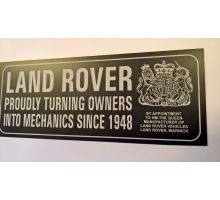 LAND ROVER
PROUDLY TURNING OWNERS
INTO MECHANICS SINCE 1948
BY APPOINTMENT
TO HM THE QUEEN
MANUFACTURER OF
LAND ROVER VEHICLES
LAND ROVER, WARWICK